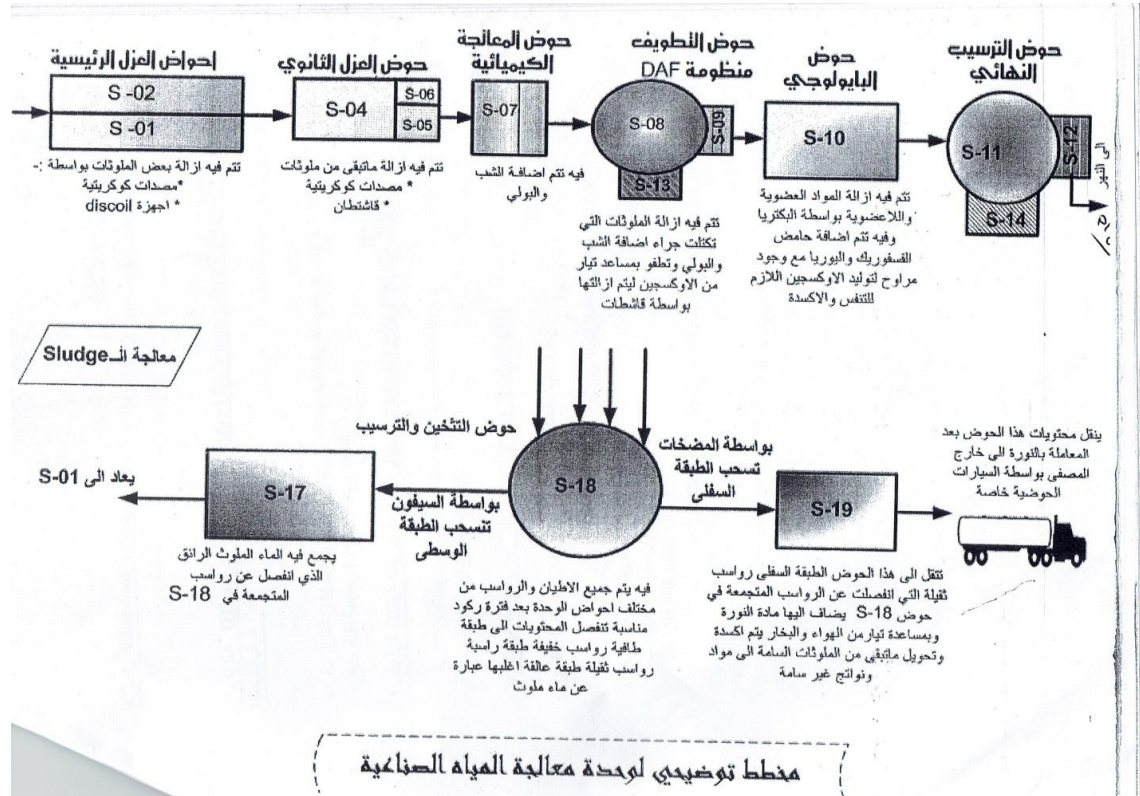 احواض العزل الرئيسية
S -02
S -01
تتم فيه ازالة بعض الملوثات بواسطة :-
*مصدات كونكريتية
* اجهزة discoil
حوض العزل الثانوي
S-04
S-06
S-05
تتم فيه ازالة ماتبقى من ملوثات
* مصدات كوكريتية
* قاشطان
حوض المعالجة
الكيميائية
S-07
فيه تتم اضافة الشب
والبولي
حوض التطويف
منظومة DAF
S-08
S-09
S-13
تتم فيه ازالة الملوثات التي
تكتلت جراء اضافة الشب
والبولي وتطفو بمساعد تيار
من الاوكسجين ليتم ازالتها
بواسطة قاشطات
حوض
البايولوجي
S-10
تتم فيه ازالة المواد العضوية
واللاعضوية بواسطة البكتريا
وفيه تتم اضافة حامض
الفسفوريك واليوريا مع وجود
مراوح لتوليد الاوكسجين اللازم
للتنفس والاكسدة
حوض الترسيب
النهائي
S-11
S-12
S-14
الى النهر
معالجة الـSludge
حوض التثخين والترسيب
S-18
بواسطة المضخات
تسحب الطبقة
السفلى
S-19
ينقل محتويات هذا الحوض بعد
المعاملة بالنورة الى خارج
المصفى بواسطة السيارات
الحوضية خاصة
يعاد الى S-01
S-17
بواسطة السيفون
تنسحب الطبقة
الوسطى
يجمع فيه الماء الملوث الرائق
الذي انفصل عن رواسب
المتجمعة في S-18
فيه يتم جميع الاطيان والرواسب من
مختلف احواض الوحدة بعد فترة ركود
مناسبة تنفصل المحتويات الى طبقة
طافية رواسب خفيفة طبقة راسبة
رواسب ثقيلة طبقة عالقة اغلبها عبارة
عن ماء ملوث
تنتقل الى هذا الحوض الطبقة السفلى رواسب
ثقيلة التي انفصلت عن الرواسب المتجمعة في
حوض S-18 يضاف اليها مادة النورة
وبمساعدة تيارمن الهواء والبخار يتم اكسدة
وتحويل ماتبقى من الملوثات السامة الى مواد
ونواتج غير سامة
مخطط توضيحي لوحدة معالجة المياه الصناعية